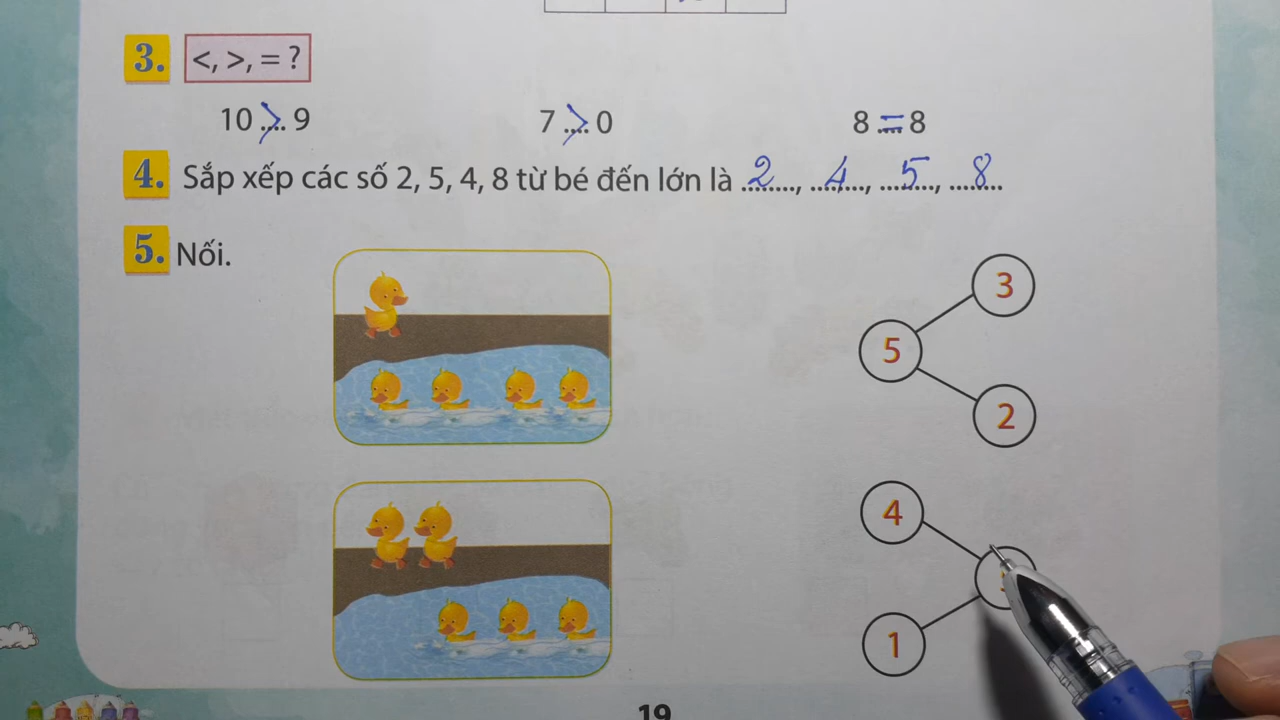 3. <, >, = ?
10 > 9 7 > 0 8 = 8
4. Sắp xếp các số 2, 5, 4, 8 từ bé đến lớn là 2, 4, 5, 8
5. Nối.
3
5
2
4
1
19